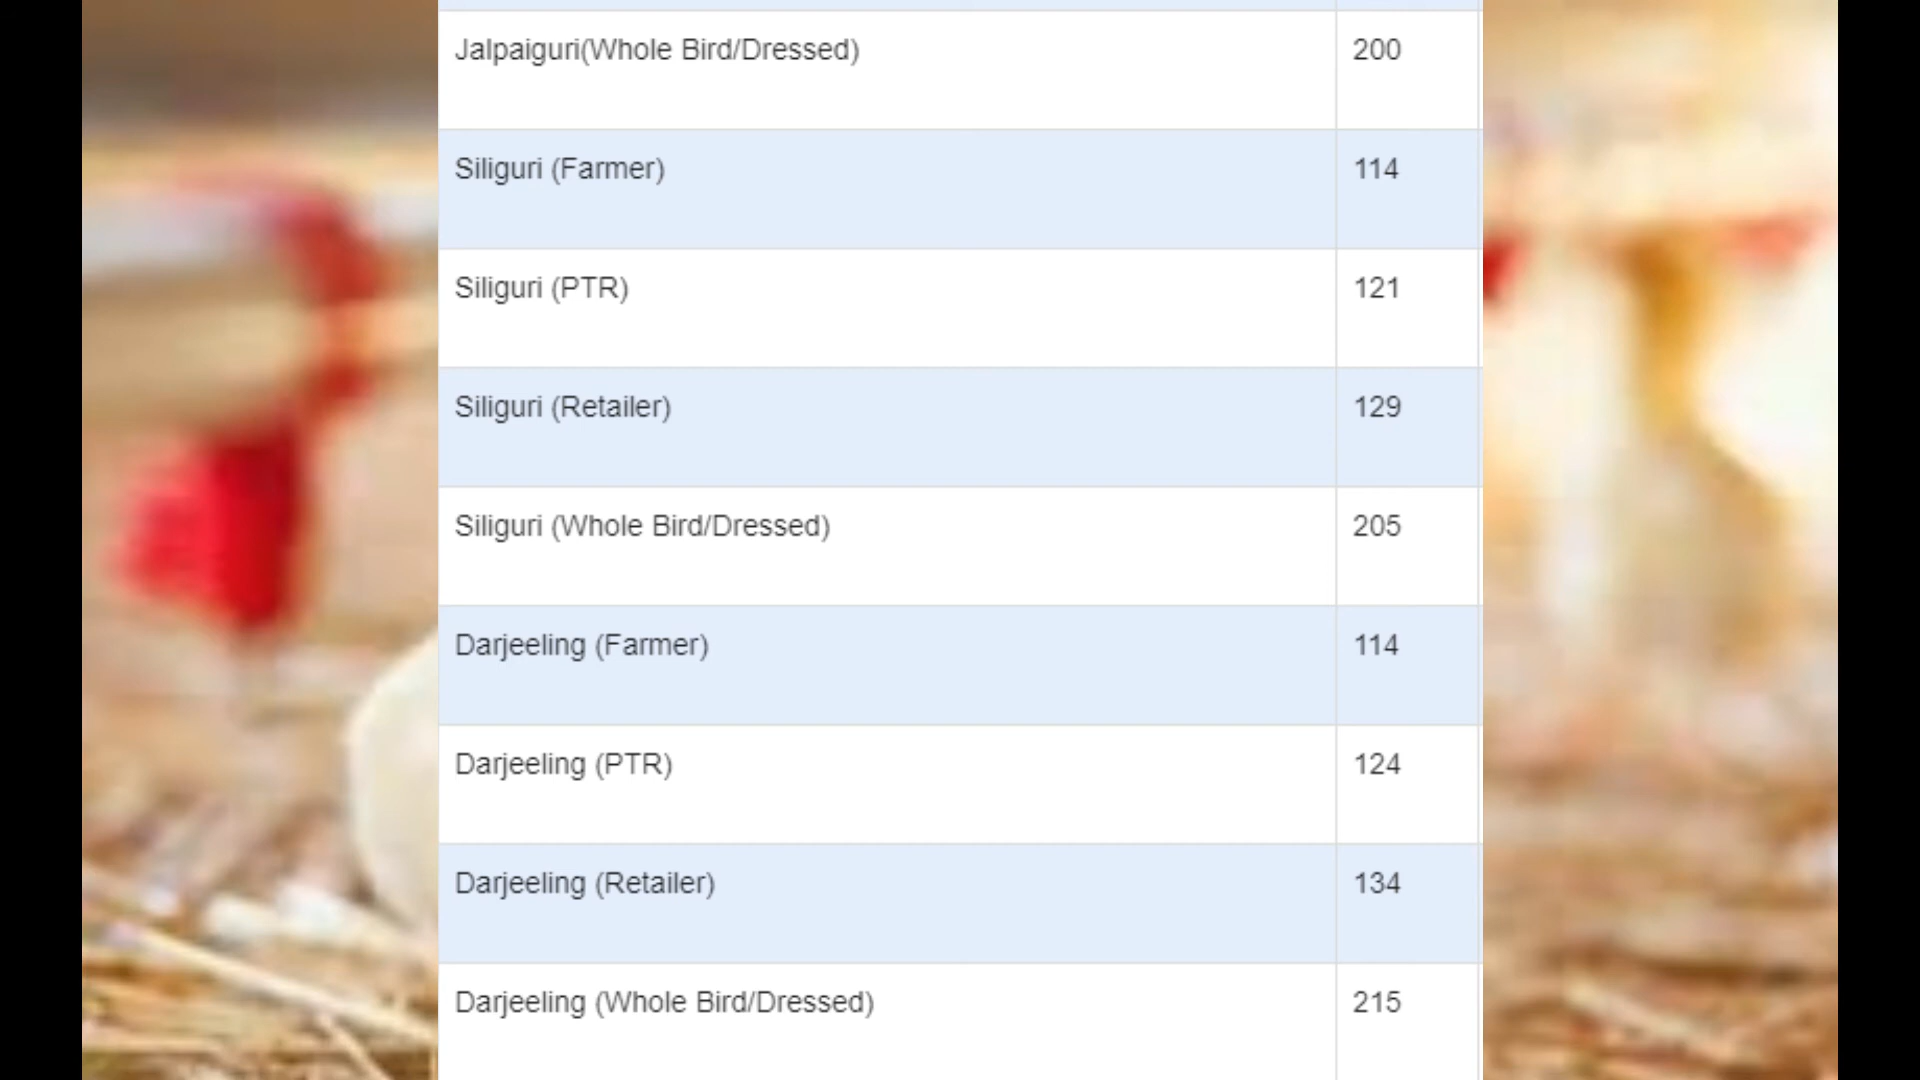 Jalpaiguri(Whole Bird/Dressed) 200
Siliguri (Farmer) 114
Siliguri (PTR) 121
Siliguri (Retailer) 129
Siliguri (Whole Bird/Dressed) 205
Darjeeling (Farmer) 114
Darjeeling (PTR) 124
Darjeeling (Retailer) 134
Darjeeling (Whole Bird/Dressed) 215